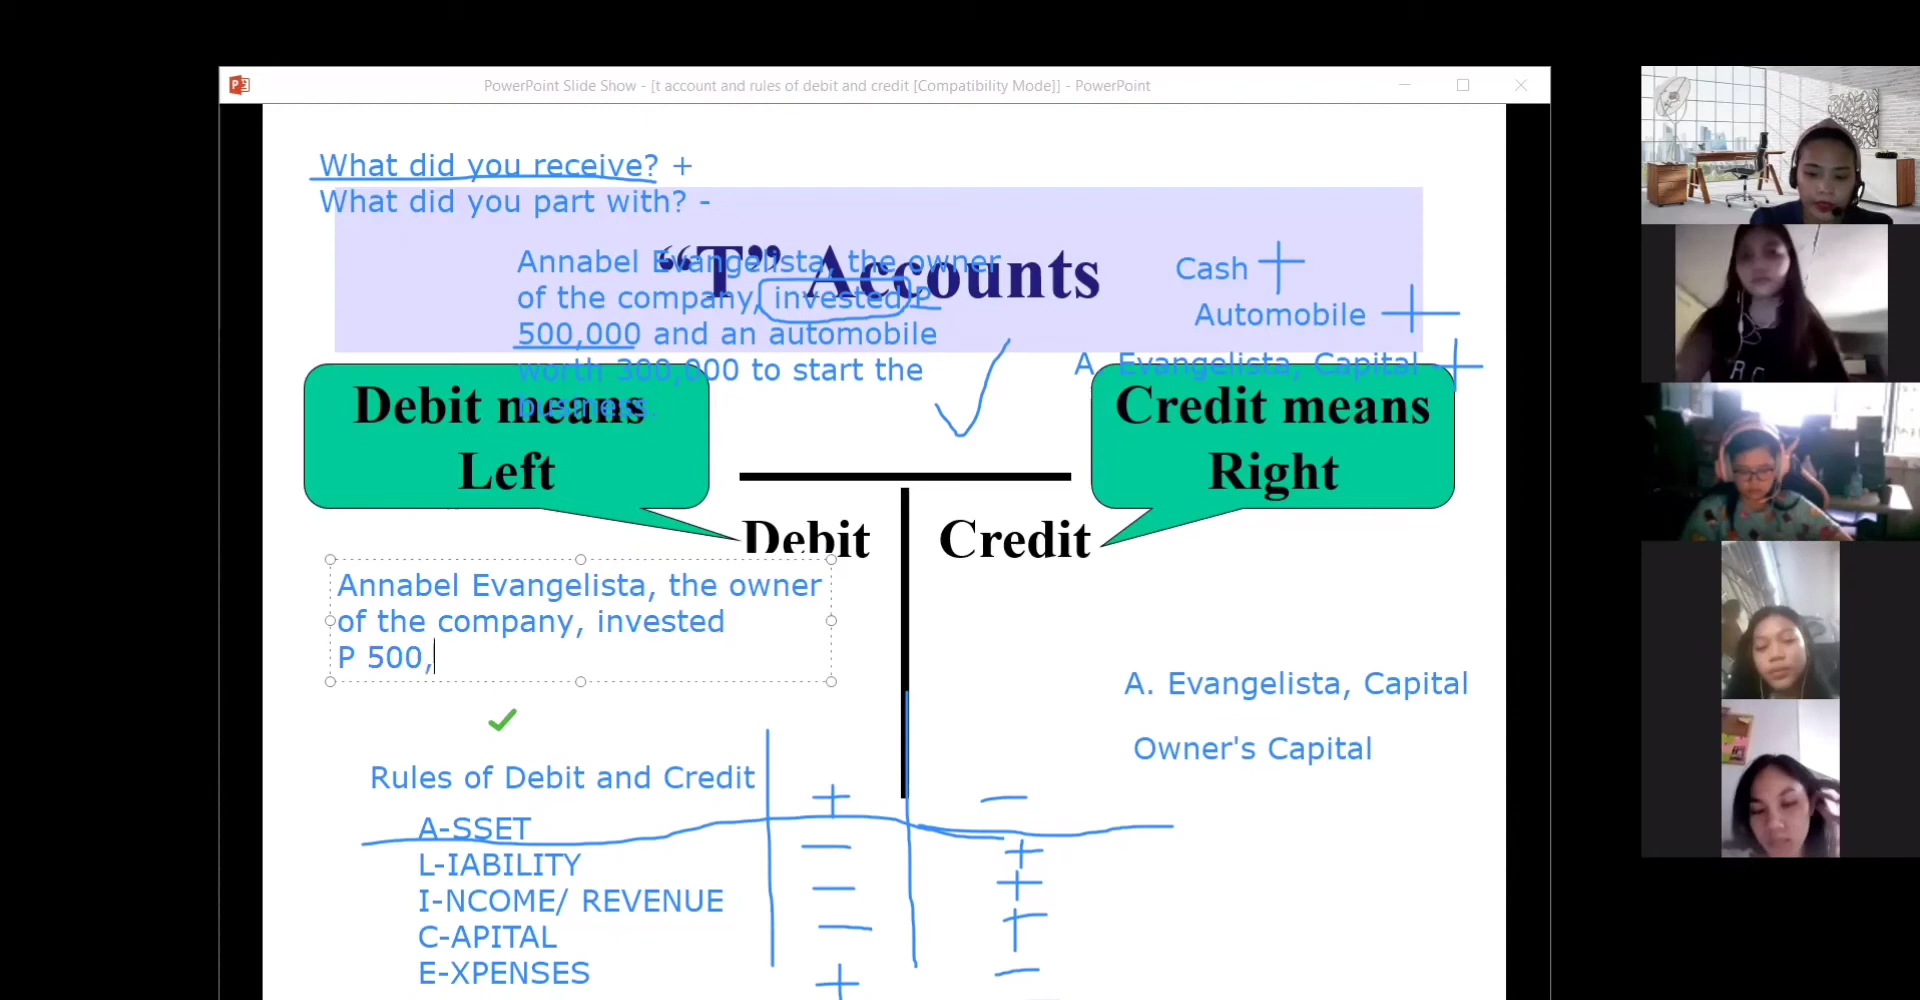 PowerPoint Slide Show - [t account and rules of debit and credit [Compatibility Mode]] - PowerPoint
What did you receive? +
What did you part with? -
"T" Accounts
Annabel Evangelista, the owner
of the company, invested P
500,000 and an automobile
worth 300,000 to start the
business.
Cash +
Automobile +
A. Evangelista, Capital +
Debit means
Left
Credit means
Right
Debit
Credit
Annabel Evangelista, the owner
of the company, invested
P 500,
A. Evangelista, Capital
Owner's Capital
Rules of Debit and Credit
+ -
A-SSET
- +
L-IABILITY
- +
I-NCOME/ REVENUE
- +
C-APITAL
+ -
E-XPENSES
RC